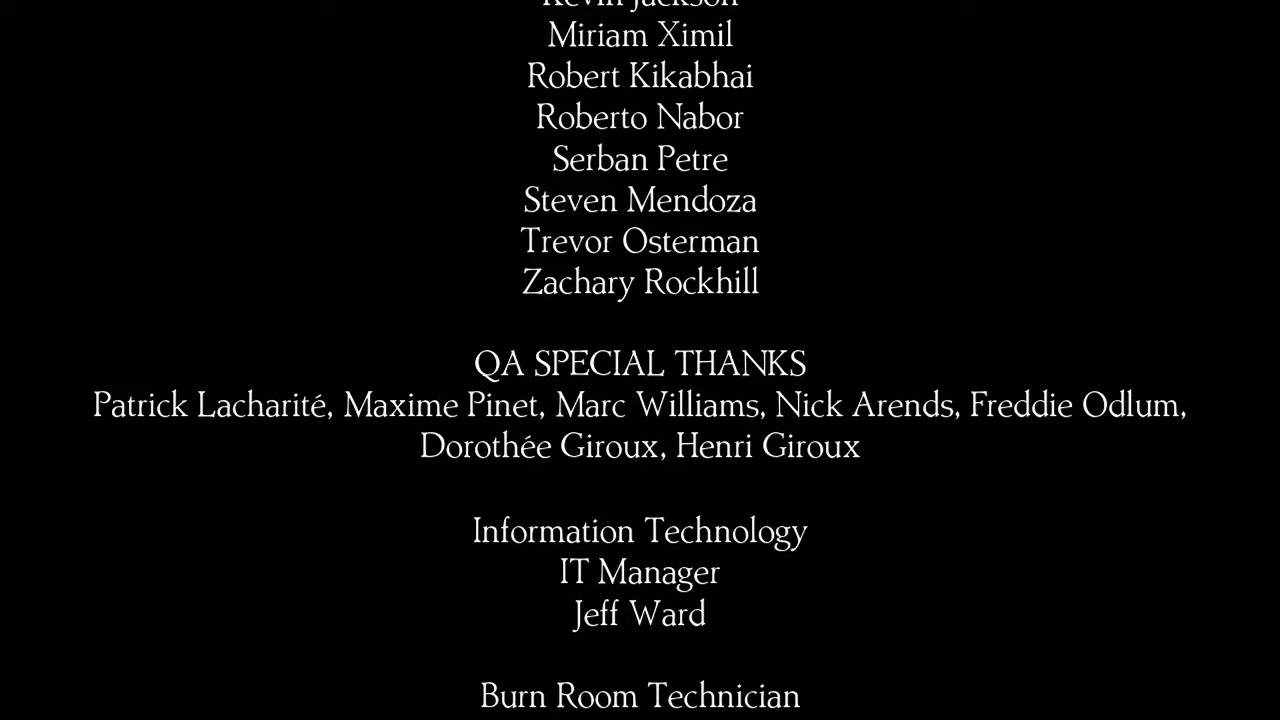 Kevin Jackson
Miriam Ximil
Robert Kikabhai
Roberto Nabor
Serban Petre
Steven Mendoza
Trevor Osterman
Zachary Rockhill
QA SPECIAL THANKS
Patrick Lacharité, Maxime Pinet, Marc Williams, Nick Arends, Freddie Odlum,
Dorothée Giroux, Henri Giroux
Information Technology
IT Manager
Jeff Ward
Burn Room Technician